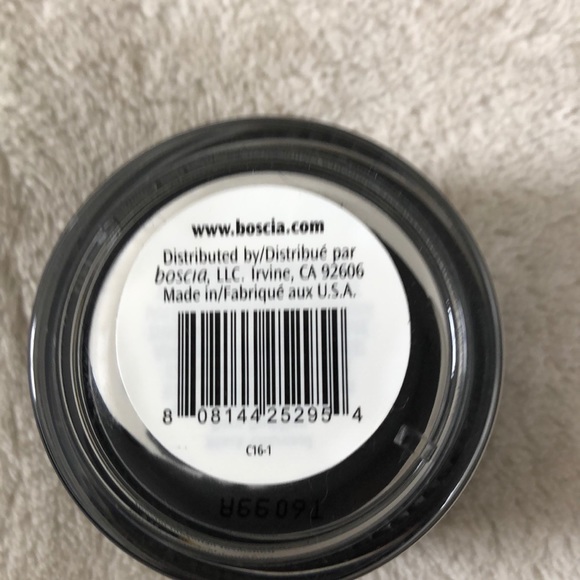 www.boscia.com
Distributed by/Distribué par
boscia, LLC. Irvine, CA 92606
Made in/Fabriqué aux U.S.A.
8 08144 25295 4
C16-1